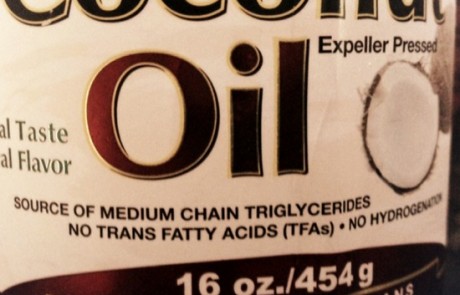 Coconut
Oil
Expeller Pressed
al Taste
al Flavor
SOURCE OF MEDIUM CHAIN TRIGLYCERIDES
NO TRANS FATTY ACIDS (TFAs) • NO HYDROGENATION
16 oz./454g